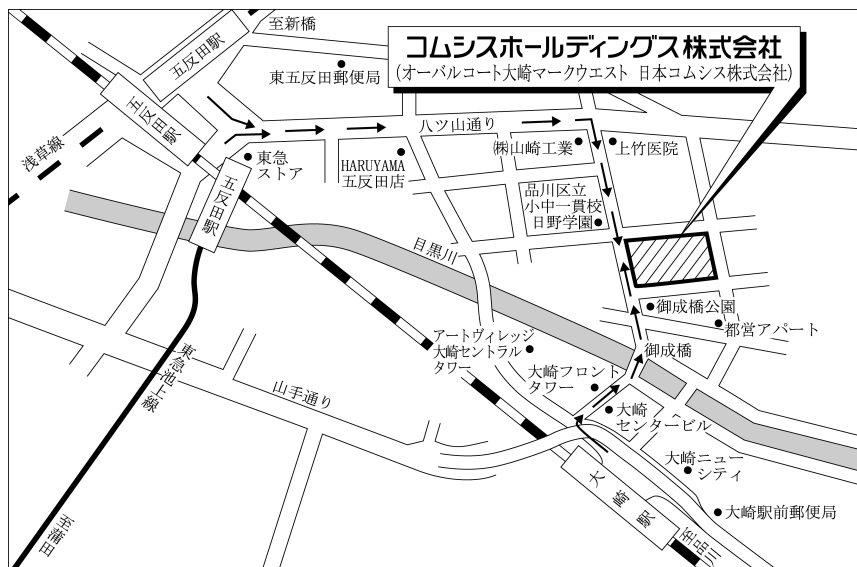 至新橋
コムシスホールディングス株式会社
(オーバルコート大崎マークウエスト 日本コムシス株式会社)
五反田駅
東五反田郵便局
五反田駅
浅草線
八ツ山通り
東急
ストア
HARUYAMA
五反田店
㈱山崎工業
上竹医院
五反田駅
品川区立
小中一貫校
日野学園
目黒川
御成橋公園
都営アパート
アートヴィレッジ
大崎セントラル
タワー
御成橋
東急池上線
大崎フロント
タワー
山手通り
大崎
センタービル
大崎ニュー
シティ
大崎駅
大崎駅前郵便局
至蒲田
至品川